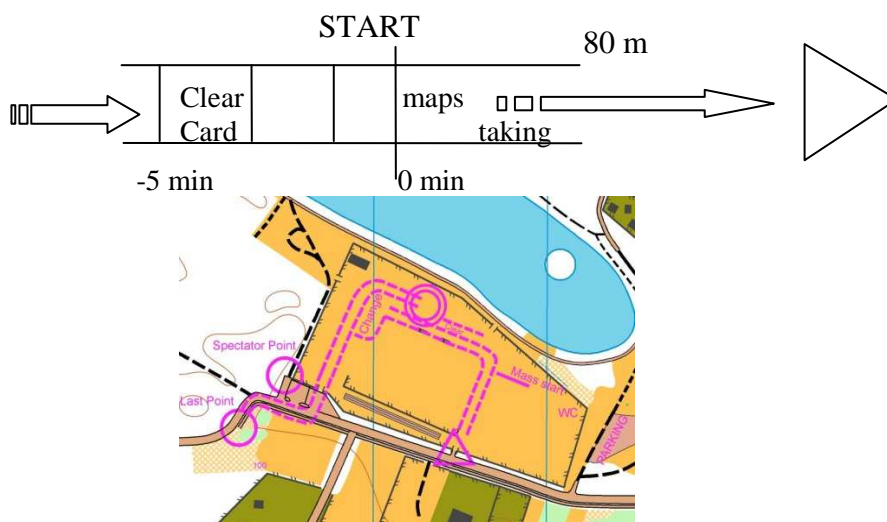 START
80 m
Clear
maps
Card
taking
-5 min
0 min
Change
Spectator Point
Mass start
Last Point
WC
PARKING
100